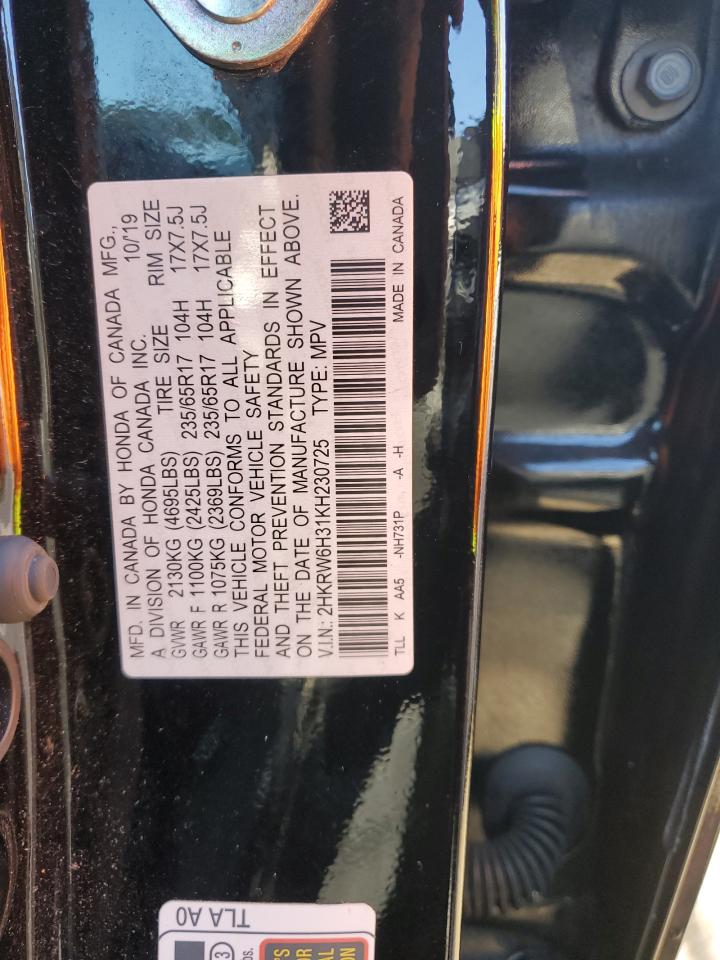 MFD. IN CANADA BY HONDA OF CANADA MFG.,
A DIVISION OF HONDA CANADA INC. 10/19
GVWR 2130KG (4695LBS) TIRE SIZE RIM SIZE
GAWR F 1100KG (2425LBS) 235/65R17 104H 17X7.5J
GAWR R 1075KG (2369LBS) 235/65R17 104H 17X7.5J
THIS VEHICLE CONFORMS TO ALL APPLICABLE
FEDERAL MOTOR VEHICLE SAFETY
AND THEFT PREVENTION STANDARDS IN EFFECT
ON THE DATE OF MANUFACTURE SHOWN ABOVE.
V.I.N.: 2HKRW6H31KH230725 TYPE: MPV
TLL K AA5 -NH731P -A -H MADE IN CANADA
TLA A0